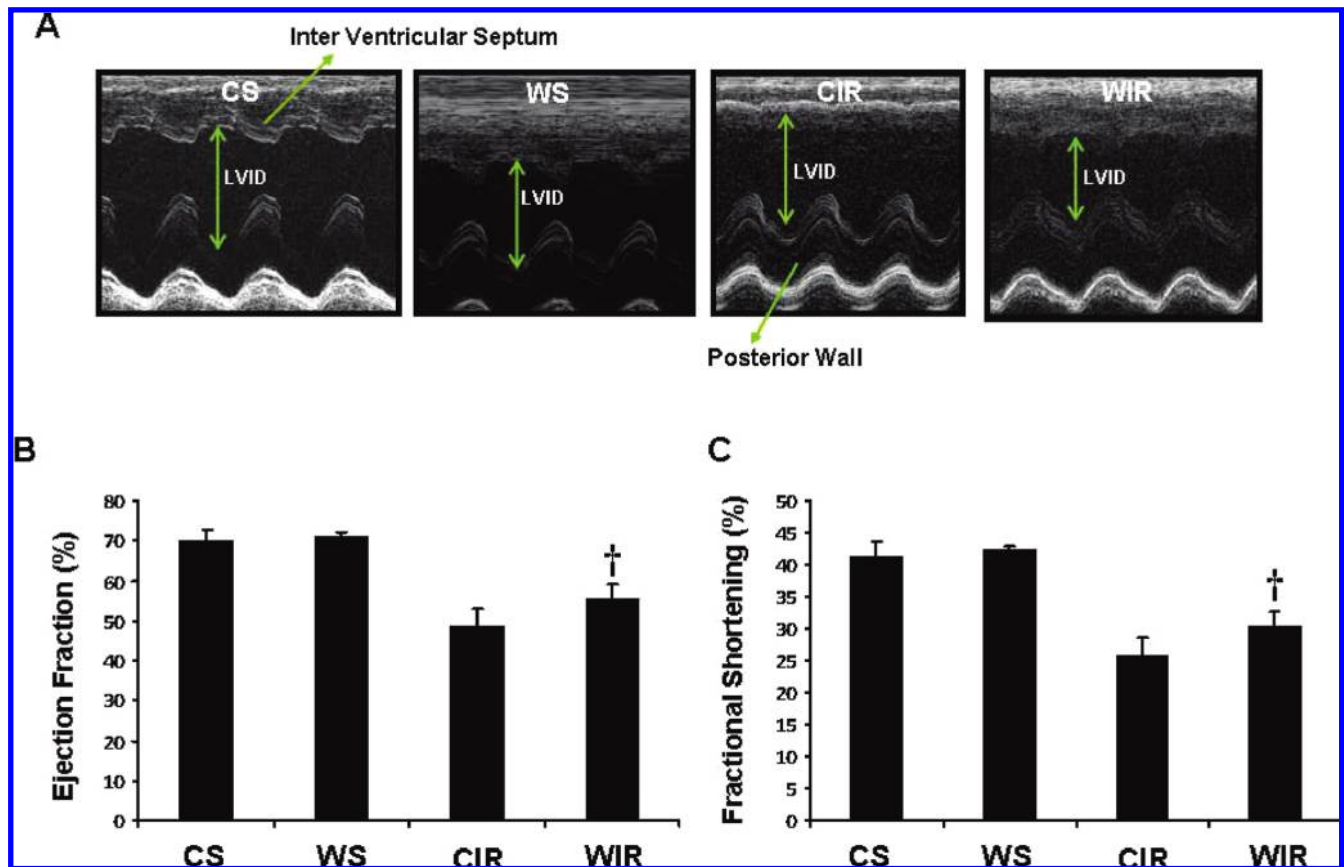 A
Inter Ventricular Septum
CS
WS
CIR
WIR
LVID
LVID
LVID
LVID
Posterior Wall
B
Ejection Fraction (%)
80
70
60
50
40
30
20
10
0
†
CS WS CIR WIR
C
Fractional Shortening (%)
50
45
40
35
30
25
20
15
10
5
0
†
CS WS CIR WIR